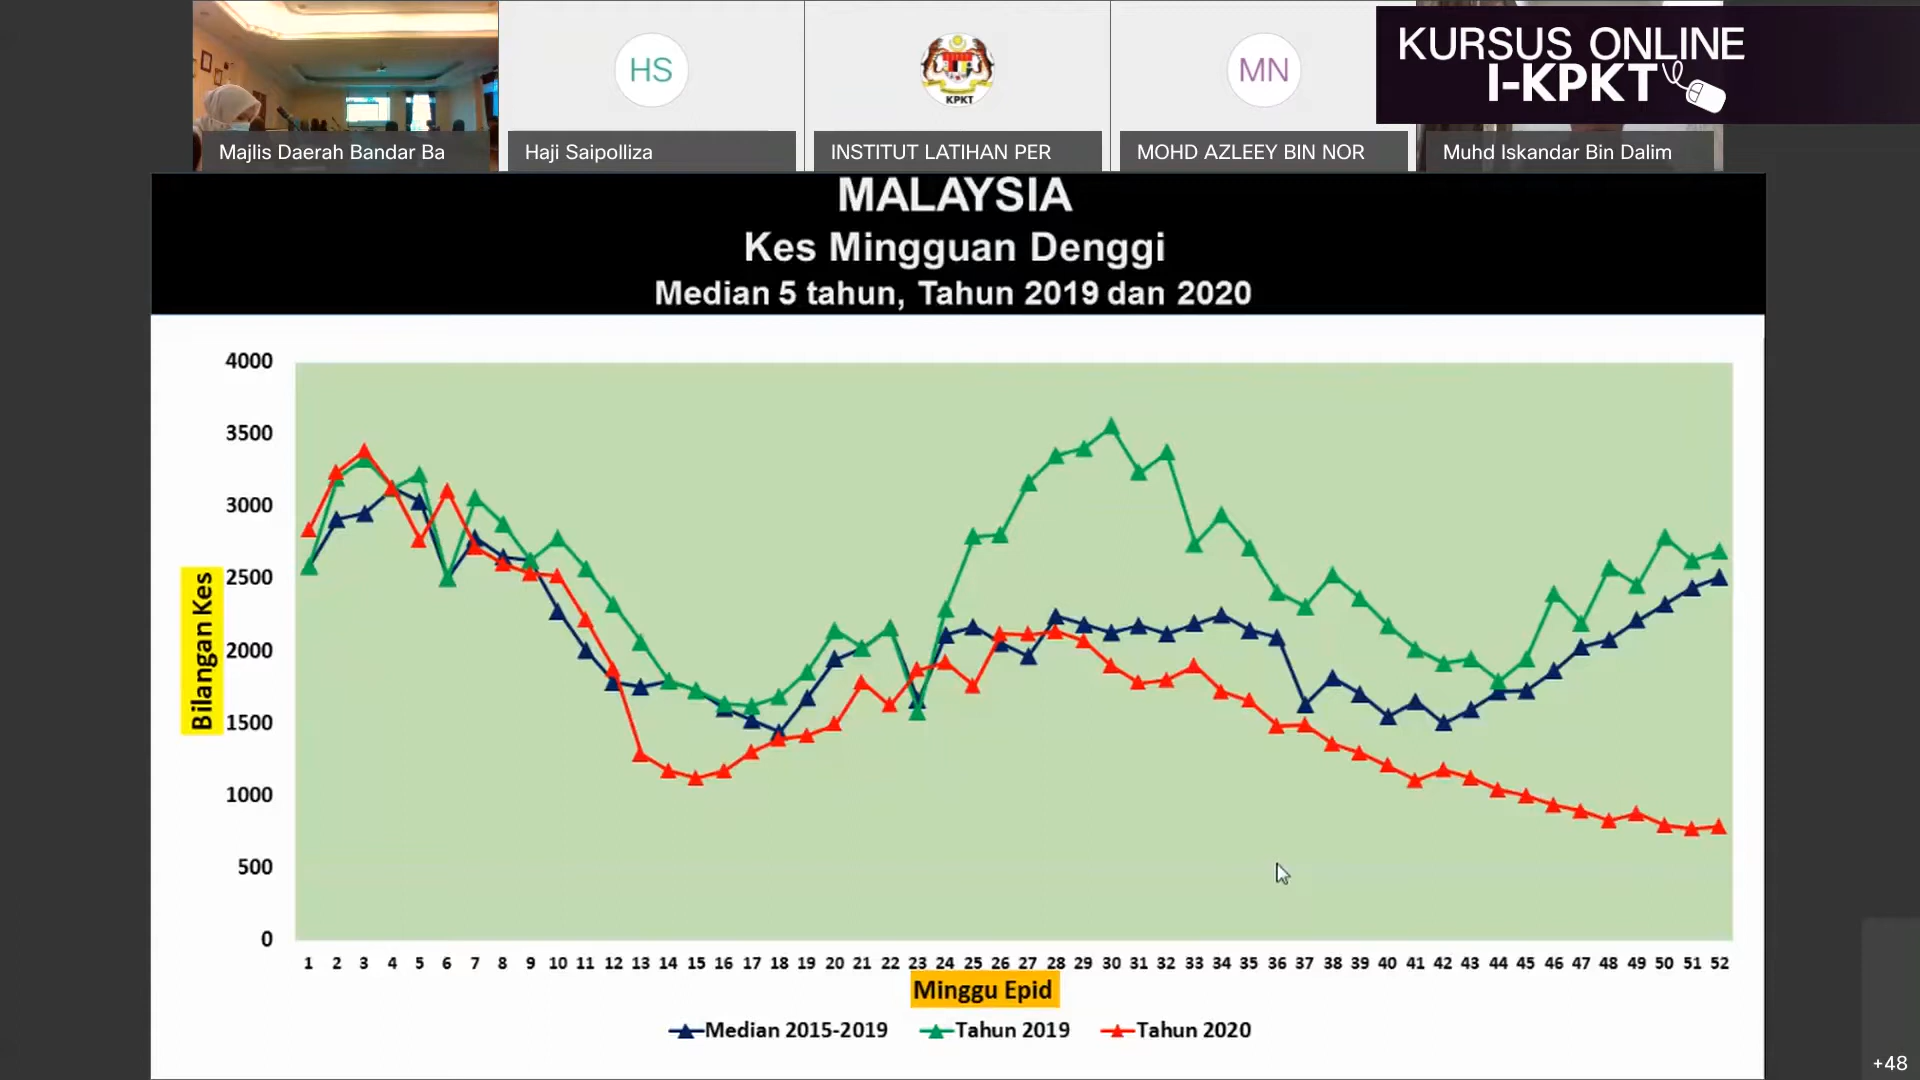 HS
KPKT
MN
KURSUS ONLINE
I-KPKT
Majlis Daerah Bandar Ba
Haji Saipolliza
INSTITUT LATIHAN PER
MOHD AZLEEY BIN NOR
Muhd Iskandar Bin Dalim
MALAYSIA
Kes Mingguan Denggi
Median 5 tahun, Tahun 2019 dan 2020
4000
3500
3000
2500
2000
1500
1000
500
0
Bilangan Kes
1 2 3 4 5 6 7 8 9 10 11 12 13 14 15 16 17 18 19 20 21 22 23 24 25 26 27 28 29 30 31 32 33 34 35 36 37 38 39 40 41 42 43 44 45 46 47 48 49 50 51 52
Minggu Epid
Median 2015-2019 Tahun 2019 Tahun 2020
+48